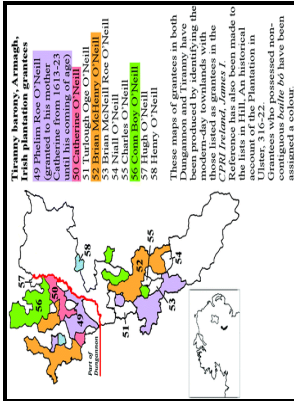 Tiranny barony, Armagh,
Irish plantation grantees
49 Phelim Roe O'Neill
(granted to his mother
Catherine from 1613-23
until his coming of age)
50 Catherine O'Neill
51 Turlough Oge O'Neill
52 Brian McHenry O'Neill
53 Brian McNeill Roe O'Neill
54 Niall O'Neill
55 Charles O'Neill
56 Conn Boy O'Neill
57 Hugh O'Neill
58 Henry O'Neill
These maps of grantees in both
Dungannon and Tiranny have
been produced by identifying the
modern-day townlands with
those listed as grantees in the
CPRI Ireland, James I.
Reference has also been made to
the lists in Hill, An historical
account of the Plantation in
Ulster, 316-22.
Grantees who possessed non-
contiguous baile bó have been
assigned a colour.
57
56
50
49
58
Part of
Dungannon
51
52
55
54
53